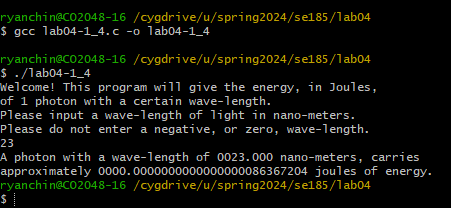 ryanchin@CO2048-16 /cygdrive/u/spring2024/se185/lab04
$ gcc lab04-1_4.c -o lab04-1_4
ryanchin@CO2048-16 /cygdrive/u/spring2024/se185/lab04
$ ./lab04-1_4
Welcome! This program will give the energy, in Joules,
of 1 photon with a certain wave-length.
Please input a wavelength of light in nano-meters.
Please do not enter a negative, or zero, wave-length.
23
A photon with a wave-length of 0023.000 nano-meters, carries
approximately 0000.0000000000000000086367204 joules of energy.
ryanchin@CO2048-16 /cygdrive/u/spring2024/se185/lab04
$